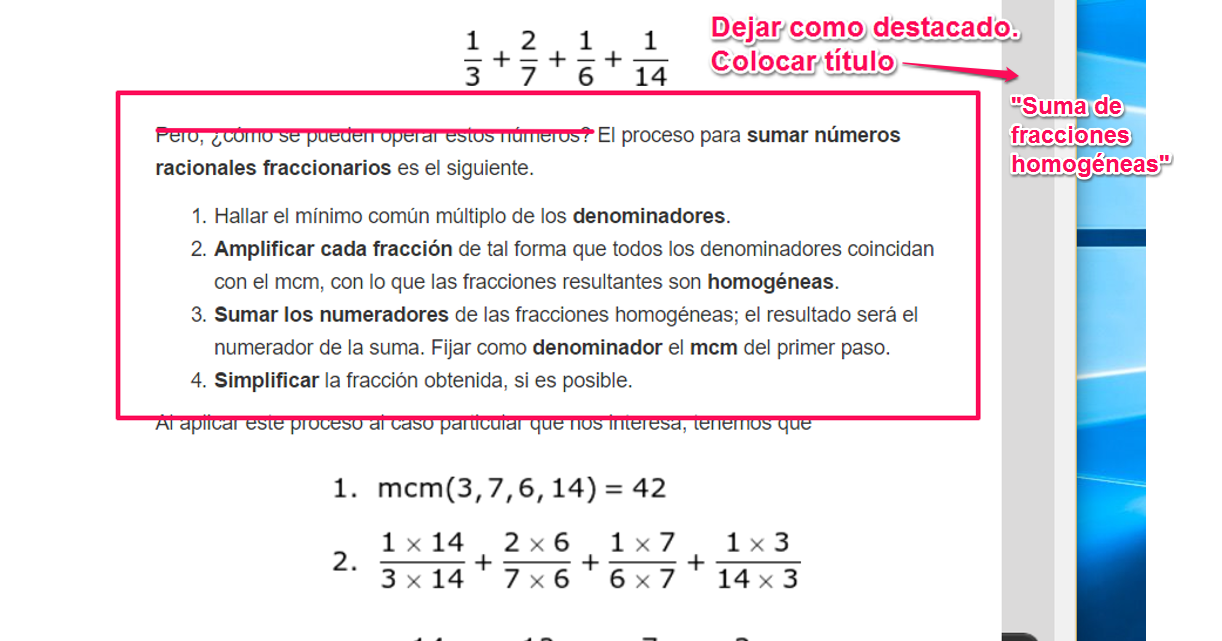 1/3 + 2/7 + 1/6 + 1/14
Dejar como destacado.
Colocar título
"Suma de
fracciones
homogéneas"
Pero, ¿cómo se pueden operar estos números? El proceso para sumar números
racionales fraccionarios es el siguiente.
1. Hallar el mínimo común múltiplo de los denominadores.
2. Amplificar cada fracción de tal forma que todos los denominadores coincidan
con el mcm, con lo que las fracciones resultantes son homogéneas.
3. Sumar los numeradores de las fracciones homogéneas; el resultado será el
numerador de la suma. Fijar como denominador el mcm del primer paso.
4. Simplificar la fracción obtenida, si es posible.
Al aplicar este proceso al caso particular que nos interesa, tenemos que
1. mcm(3,7,6,14) = 42
2. 1 × 14/3 × 14 + 2 × 6/7 × 6 + 1 × 7/6 × 7 + 1 × 3/14 × 3